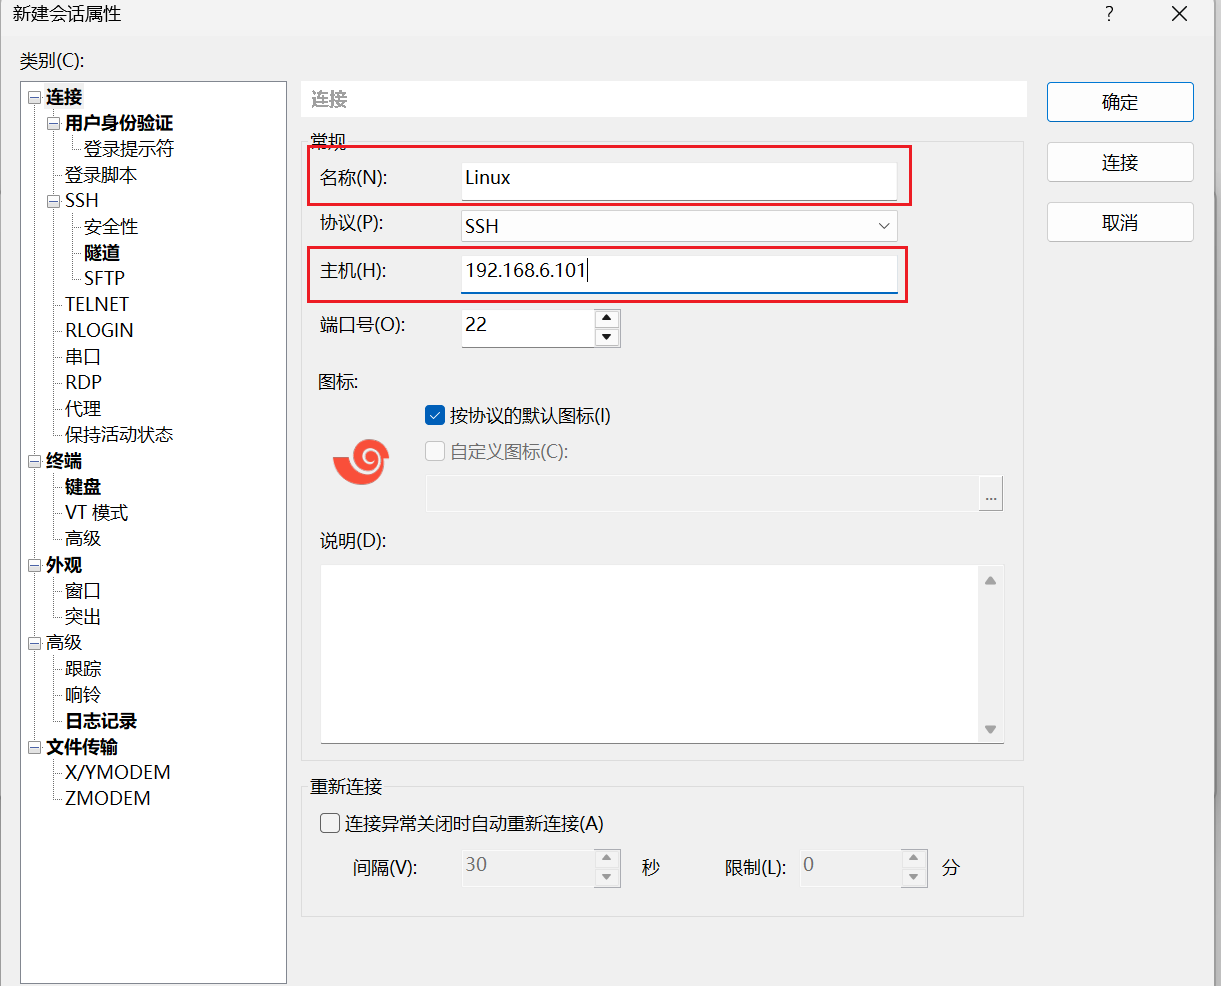 新建会话属性
?
类别(C):
连接
用户身份验证
登录提示符
登录脚本
SSH
安全性
隧道
SFTP
TELNET
RLOGIN
串口
RDP
代理
保持活动状态
终端
键盘
VT 模式
高级
外观
窗口
突出
高级
跟踪
响铃
日志记录
文件传输
X/YMODEM
ZMODEM
连接
常规
名称(N): Linux
协议(P): SSH
主机(H): 192.168.6.101
端口号(O): 22
图标:
按协议的默认图标(I)
自定义图标(C):
...
说明(D):
重新连接
连接异常关闭时自动重新连接(A)
间隔(V): 30 秒 限制(L): 0 分
确定
连接
取消